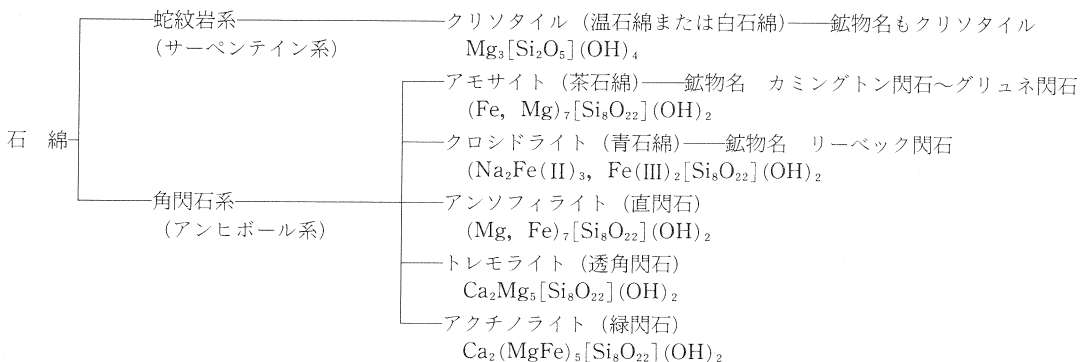 石綿
蛇紋岩系
(サーペンテイン系)
クリソタイル(温石綿または白石綿)――鉱物名もクリソタイル
Mg₃[Si₂O₅](OH)₄
アモサイト(茶石綿)――鉱物名 カミングトン閃石～グリュネ閃石
(Fe, Mg)₇[Si₈O₂₂](OH)₂
クロシドライト(青石綿)――鉱物名 リーベック閃石
(Na₂Fe(Ⅱ)₃, Fe(Ⅲ)₂[Si₈O₂₂](OH)₂
角閃石系
(アンヒボール系)
アンソフィライト(直閃石)
(Mg, Fe)₇[Si₈O₂₂](OH)₂
トレモライト(透角閃石)
Ca₂Mg₅[Si₈O₂₂](OH)₂
アクチノライト(緑閃石)
Ca₂(MgFe)₅[Si₈O₂₂](OH)₂